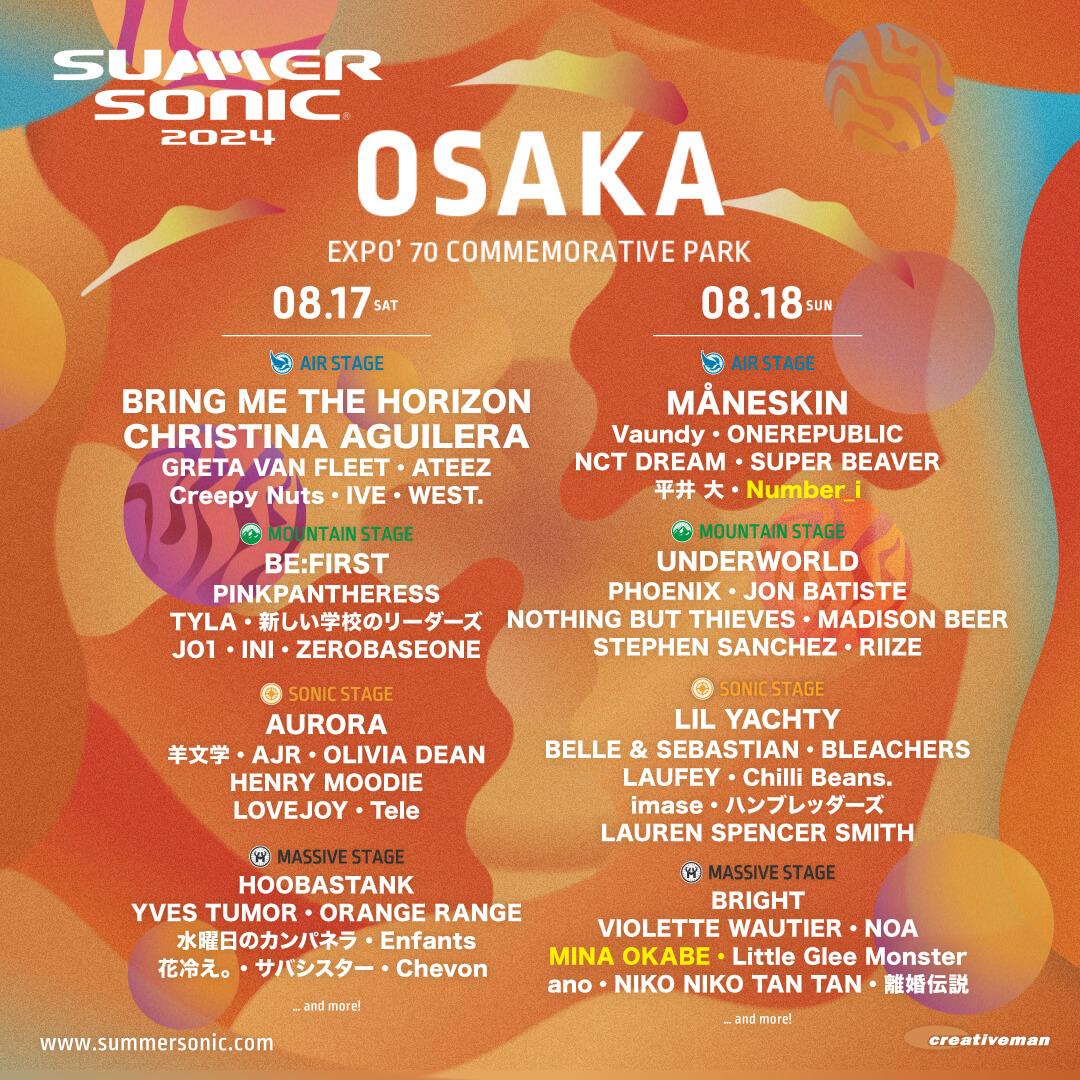 SUMMER
SONIC®
2024
OSAKA
EXPO' 70 COMMEMORATIVE PARK
08.17 SAT
AIR STAGE
BRING ME THE HORIZON
CHRISTINA AGUILERA
GRETA VAN FLEET・ATEEZ
Creepy Nuts・IVE・WEST.
MOUNTAIN STAGE
BE:FIRST
PINKPANTHERESS
TYLA・新しい学校のリーダーズ
JO1・INI・ZEROBASEONE
SONIC STAGE
AURORA
羊文学・AJR・OLIVIA DEAN
HENRY MOODIE
LOVEJOY・Tele
MASSIVE STAGE
HOOBASTANK
YVES TUMOR・ORANGE RANGE
水曜日のカンパネラ・Enfants
花冷え。・サバシスター・Chevon
... and more!
08.18 SUN
AIR STAGE
MÅNESKIN
Vaundy・ONEREPUBLIC
NCT DREAM・SUPER BEAVER
平井 大・Number_i
MOUNTAIN STAGE
UNDERWORLD
PHOENIX・JON BATISTE
NOTHING BUT THIEVES・MADISON BEER
STEPHEN SANCHEZ・RIIZE
SONIC STAGE
LIL YACHTY
BELLE & SEBASTIAN・BLEACHERS
LAUFEY・Chilli Beans.
imase・ハンブレッダーズ
LAUREN SPENCER SMITH
MASSIVE STAGE
BRIGHT
VIOLETTE WAUTIER・NOA
MINA OKABE・Little Glee Monster
ano・NIKO NIKO TAN TAN・離婚伝説
... and more!
www.summersonic.com
creativeman